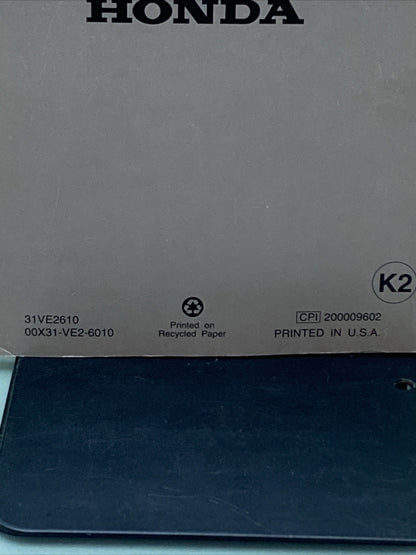 HONDA
K2
31VE2610
00X31-VE2-6010
Printed on
Recycled Paper
CPI 200009602
PRINTED IN U.S.A.